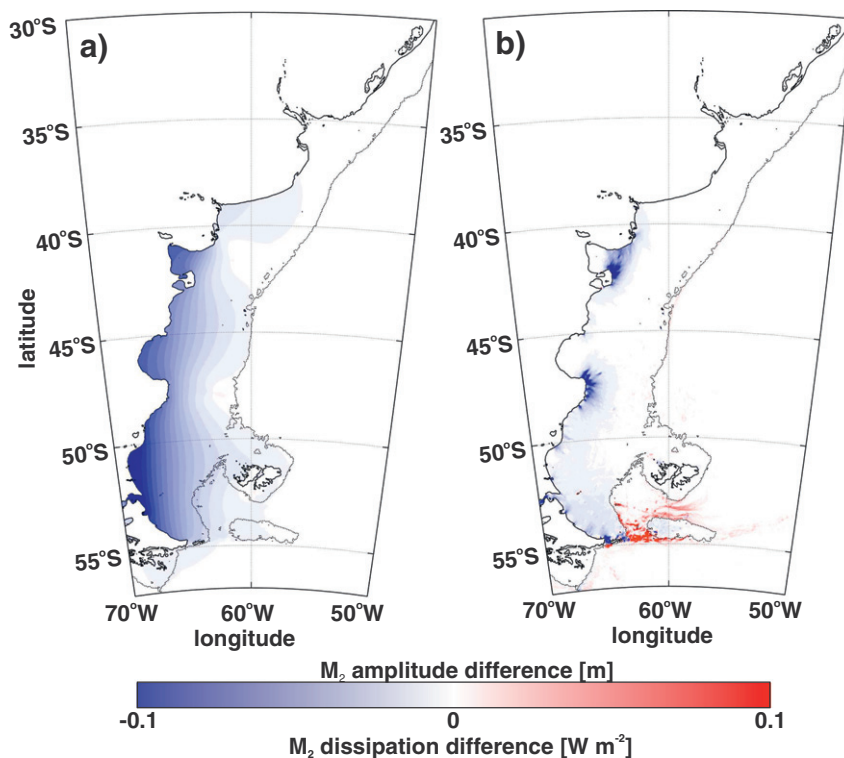 a)
b)
30°S
35°S
40°S
45°S
50°S
55°S
latitude
70°W 60°W 50°W
longitude
35°S
40°S
45°S
50°S
55°S
70°W 60°W 50°W
longitude
M₂ amplitude difference [m]
-0.1 0 0.1
M₂ dissipation difference [W m⁻²]